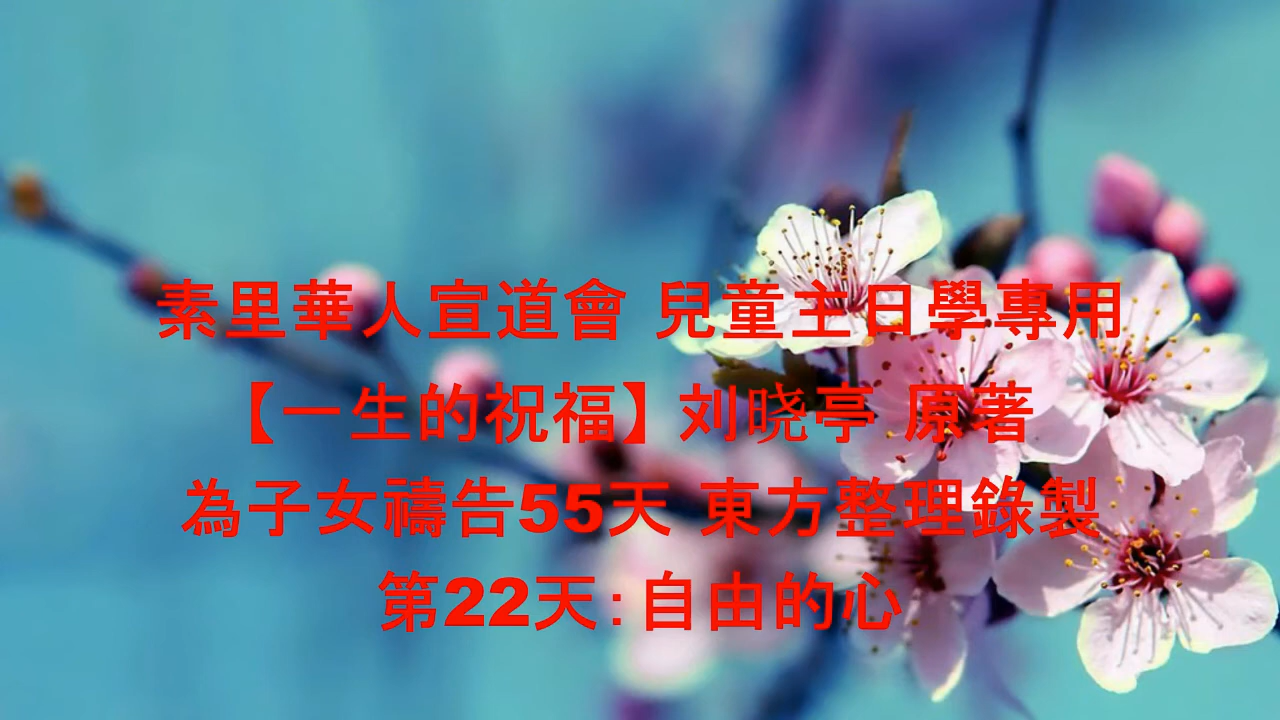 素里華人宣道會 兒童主日學專用
【一生的祝福】刘晓亭 原著
為子女禱告55天 東方整理錄製
第22天:自由的心